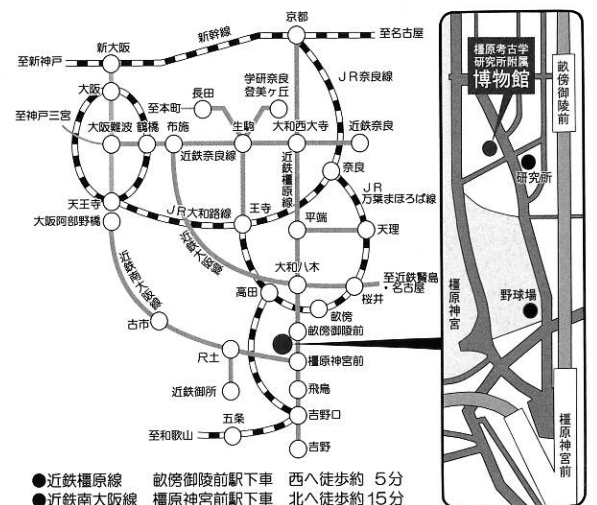 京都
新幹線
至名古屋
新大阪
至新神戸
JR奈良線
大阪
長田
学研奈良
登美ヶ丘
至本町
至神戸三宮
大阪難波
鶴橋
布施
生駒
大和西大寺
近鉄奈良
近鉄奈良線
近鉄橿原線
奈良
JR
万葉まほろば線
天王寺
JR大和路線
王寺
平端
天理
大阪阿部野橋
近鉄大阪線
近鉄南大阪線
大和八木
至近鉄賢島
・名古屋
高田
桜井
畝傍
古市
畝傍御陵前
尺土
橿原神宮前
近鉄御所
飛鳥
五条
吉野口
至和歌山
吉野
●近鉄橿原線 畝傍御陵前駅下車 西へ徒歩約 5分
●近鉄南大阪線 橿原神宮前駅下車 北へ徒歩約15分
橿原考古学
研究所附属
博物館
畝傍御陵前
研究所
橿原神宮
野球場
橿原神宮前